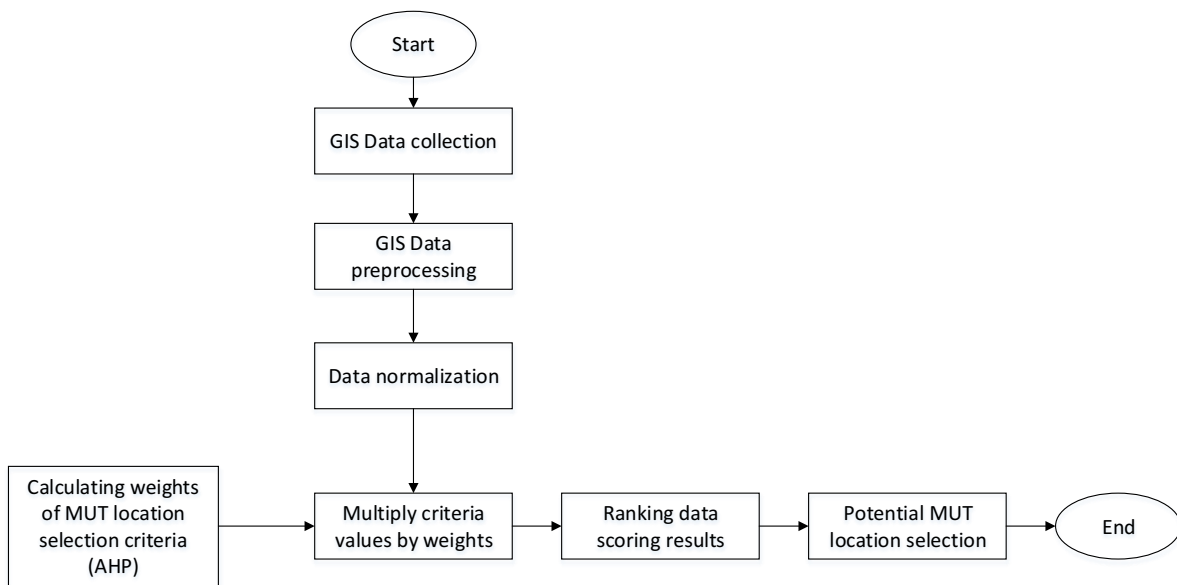 Start
GIS Data collection
GIS Data
preprocessing
Data normalization
Calculating weights
of MUT location
selection criteria
(AHP)
Multiply criteria
values by weights
Ranking data
scoring results
Potential MUT
location selection
End